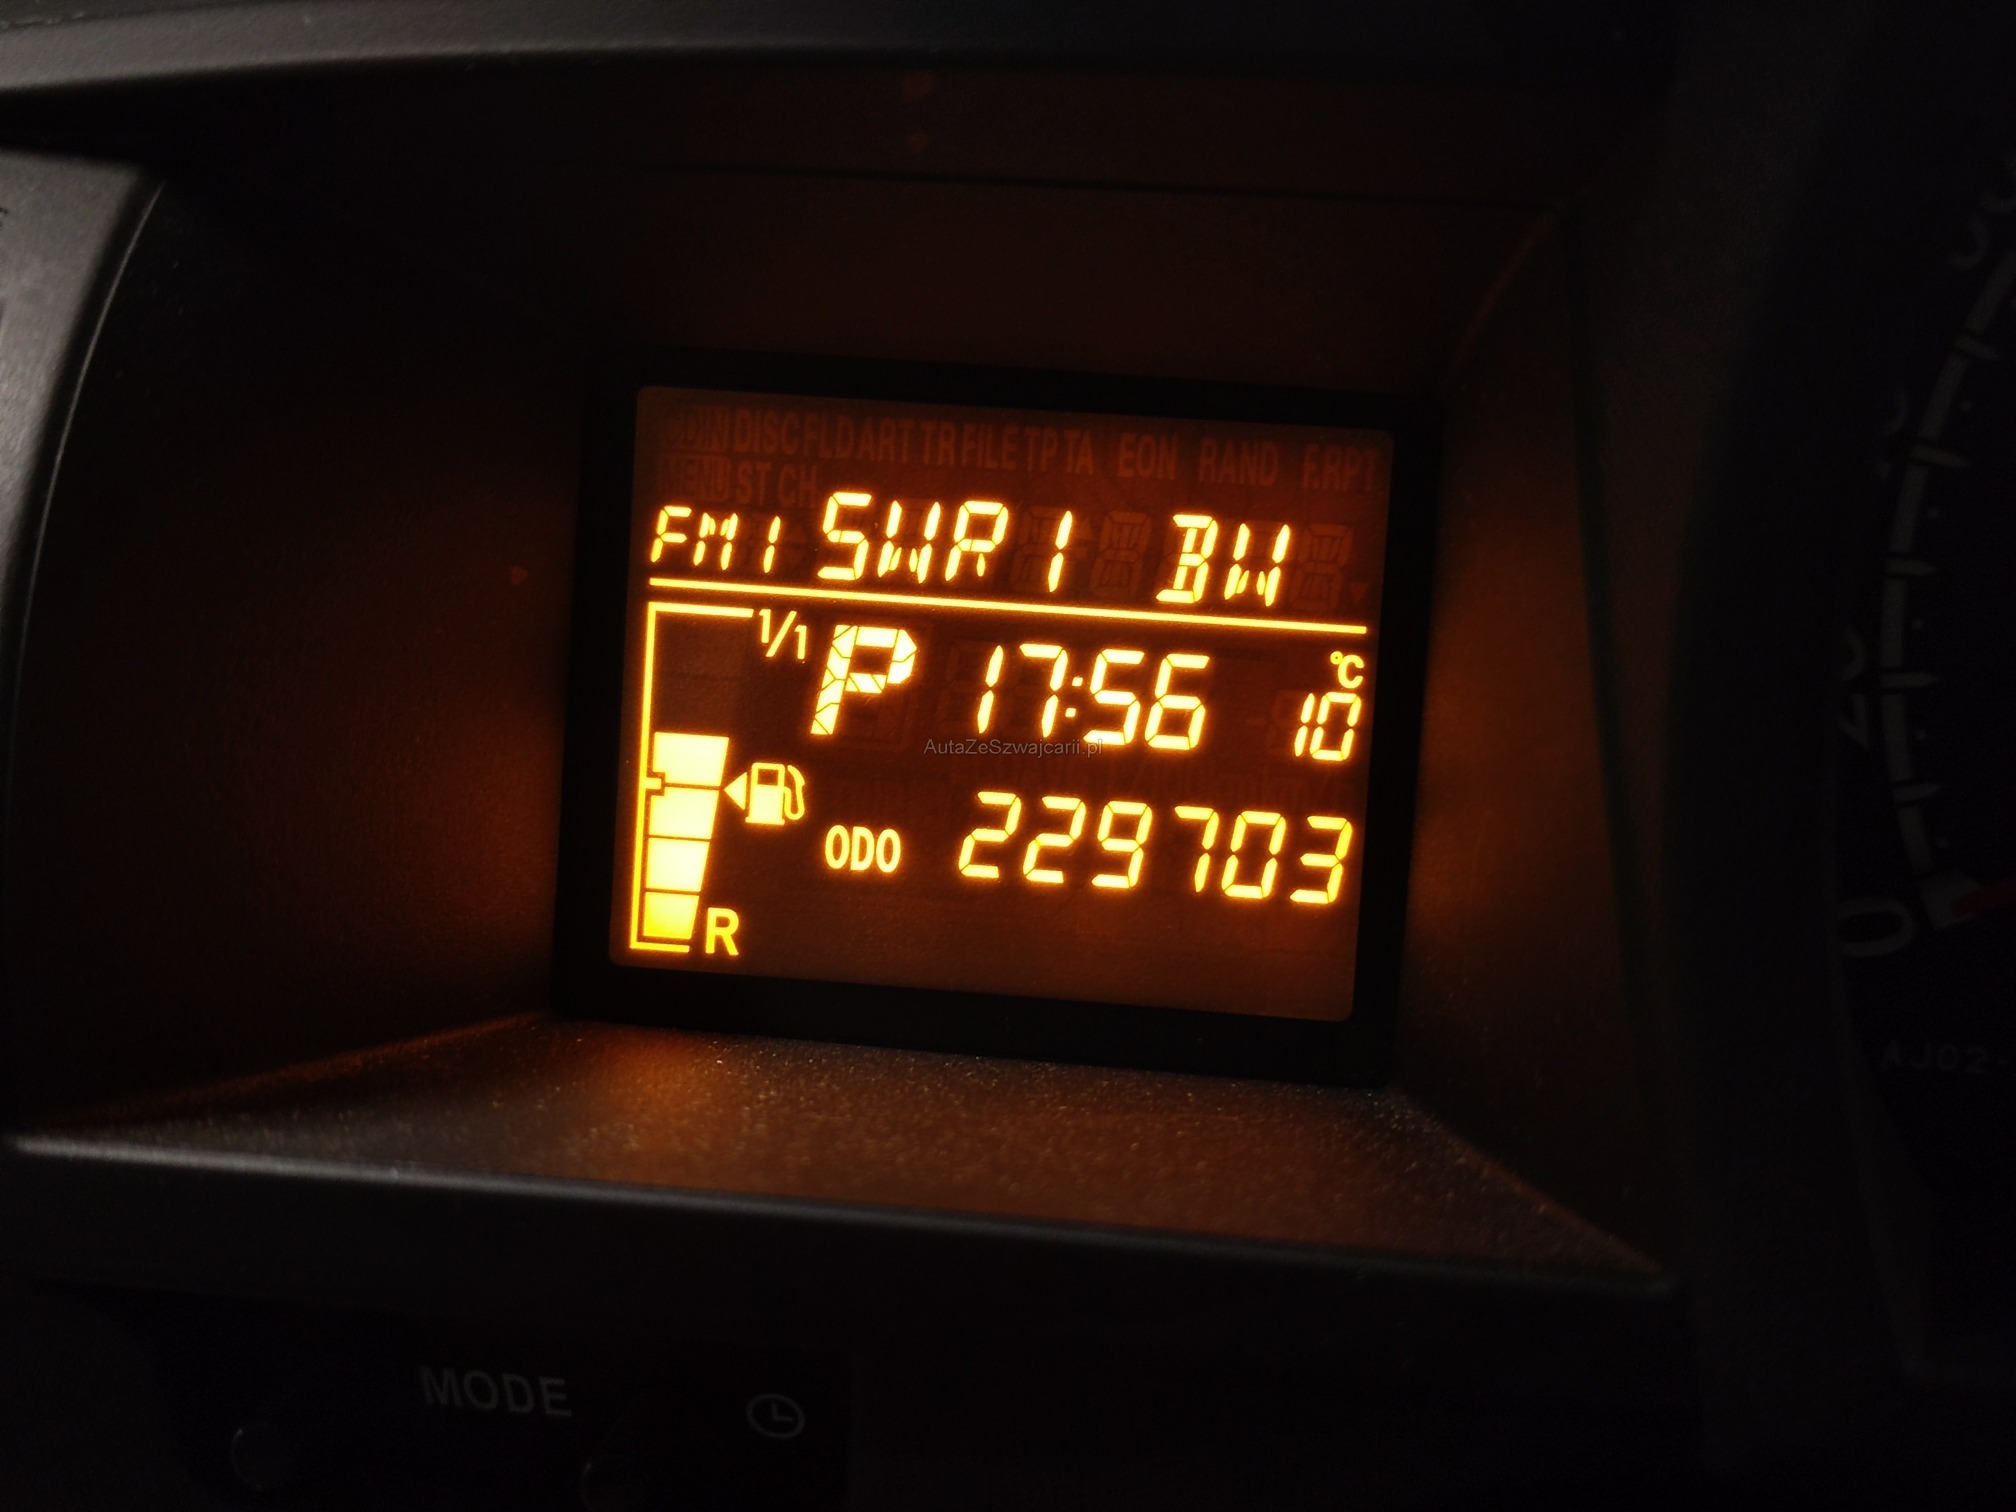 DISC FLD ART TR FILE TP TA EON RAND F.RPT
MENU ST CH
FM1 SWR1 BW
1/1 P 17:56 °C
10
AutaZeSzwajcarii.pl
ODO 229703
R
MODE